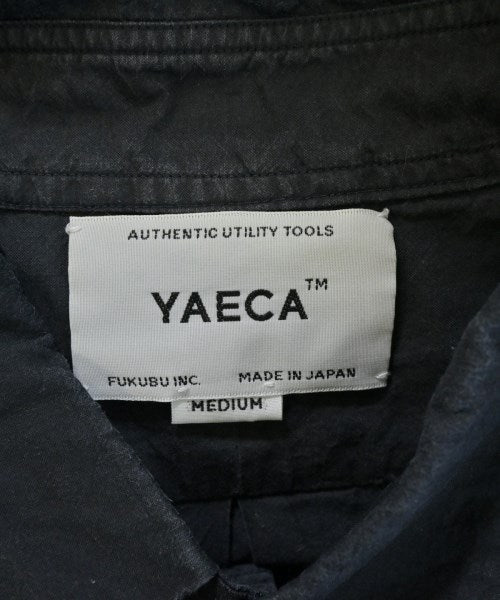 AUTHENTIC UTILITY TOOLS
YAECA™
FUKUBU INC. MADE IN JAPAN
MEDIUM